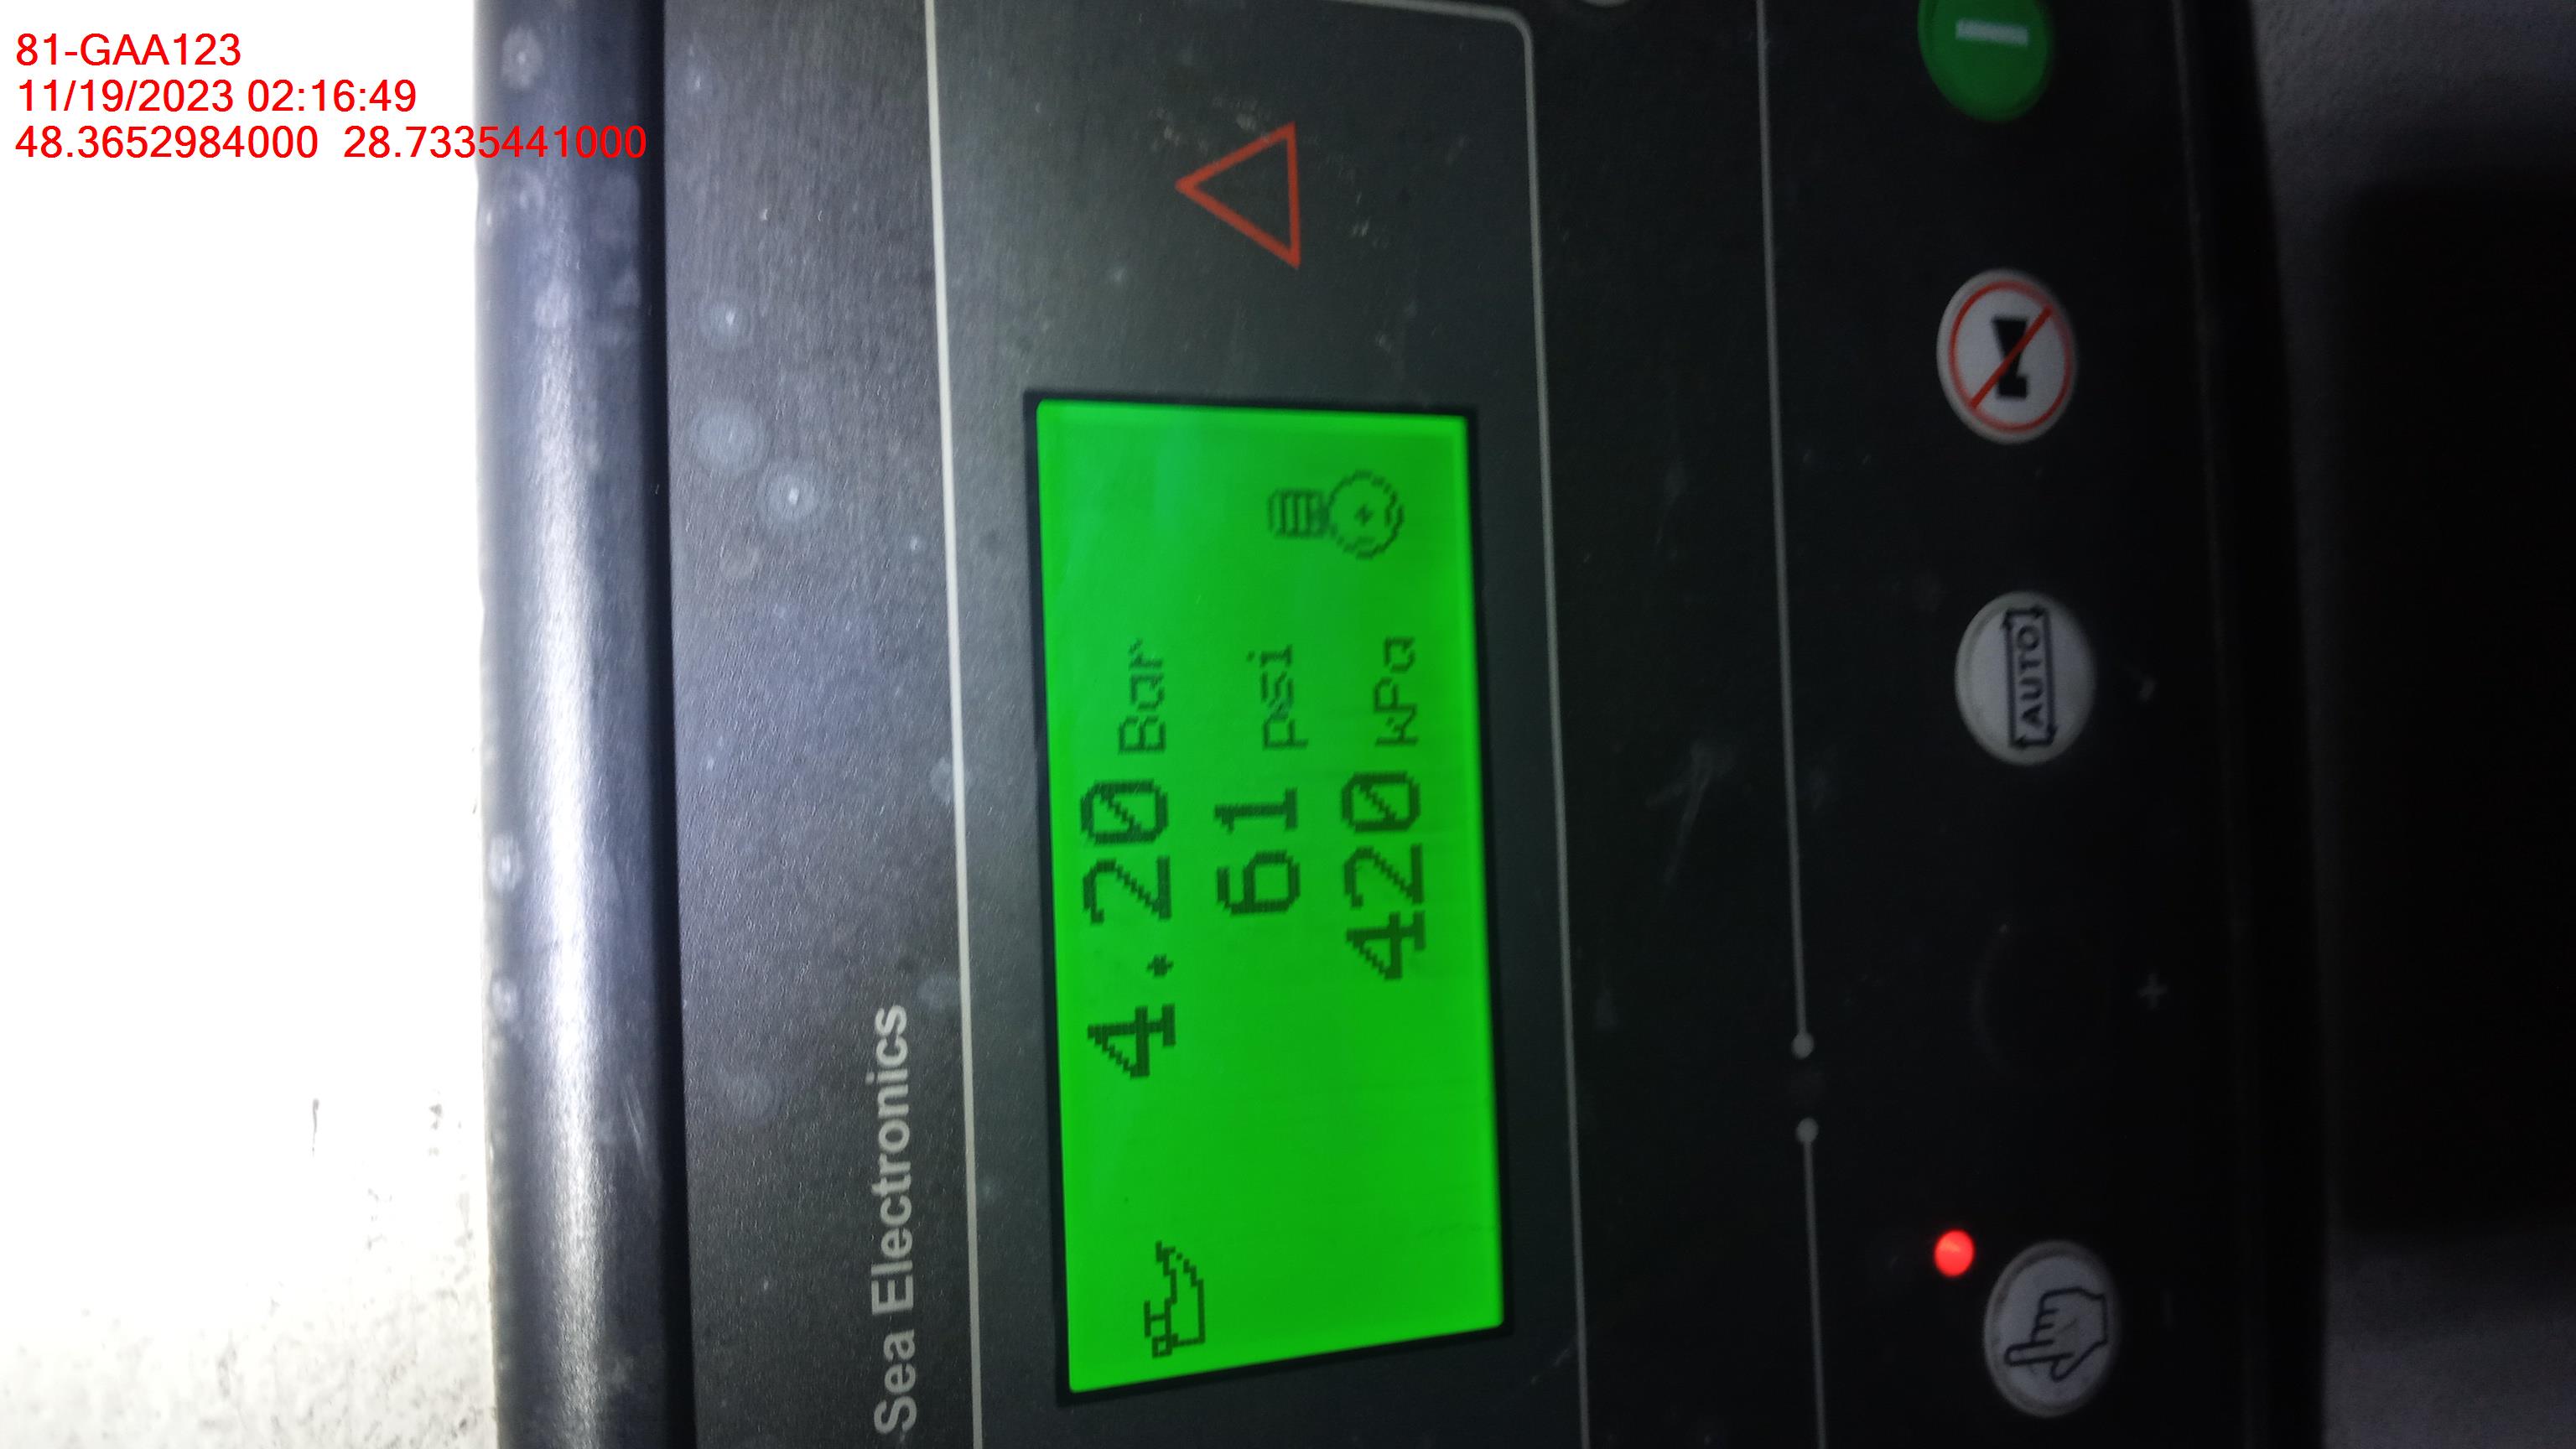 81-GAA123
11/19/2023 02:16:49
48.3652984000 28.7335441000
Sea Electronics
4.20 Bar
61 psi
420 kPa
AUTO